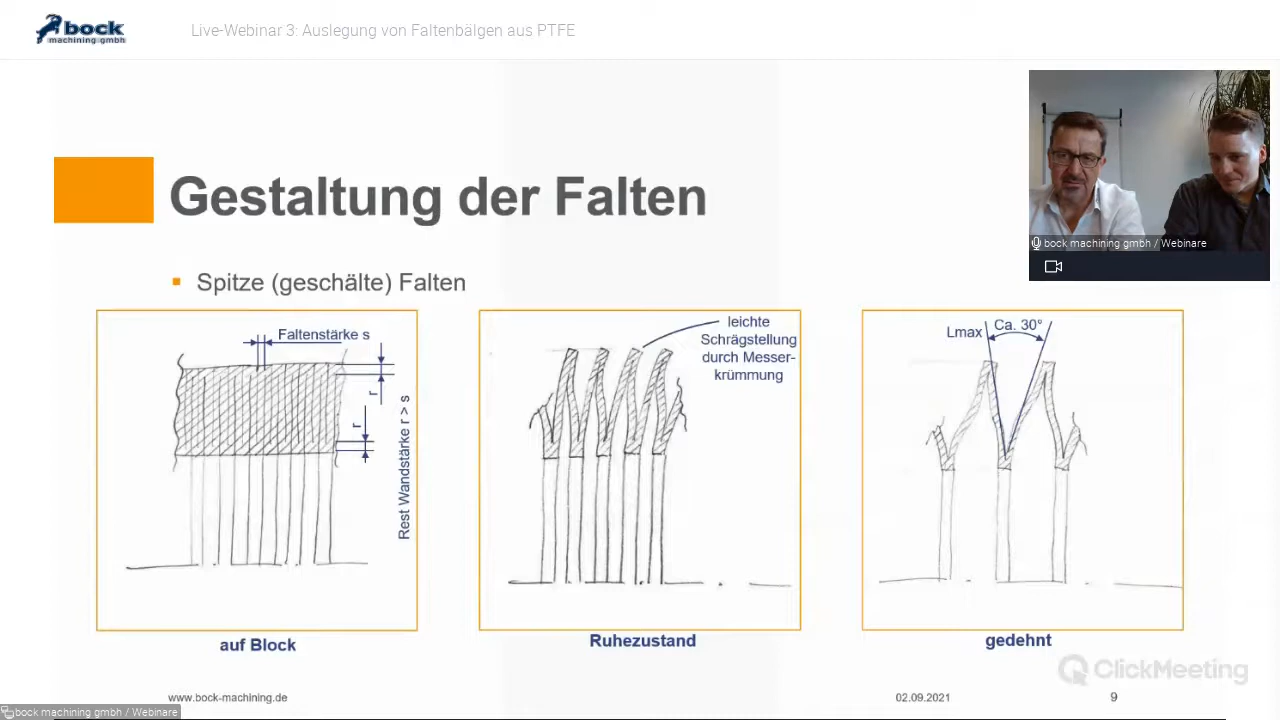 bock
machining gmbh
Live-Webinar 3: Auslegung von Faltenbälgen aus PTFE
bock machining gmbh / Webinare
Gestaltung der Falten
Spitze (geschälte) Falten
Faltenstärke s
r
r
Rest Wandstärke r > s
auf Block
leichte
Schrägstellung
durch Messer-
krümmung
Ruhezustand
Lmax
Ca. 30°
gedehnt
ClickMeeting
www.bock-machining.de
02.09.2021
9
bock machining gmbh / Webinare